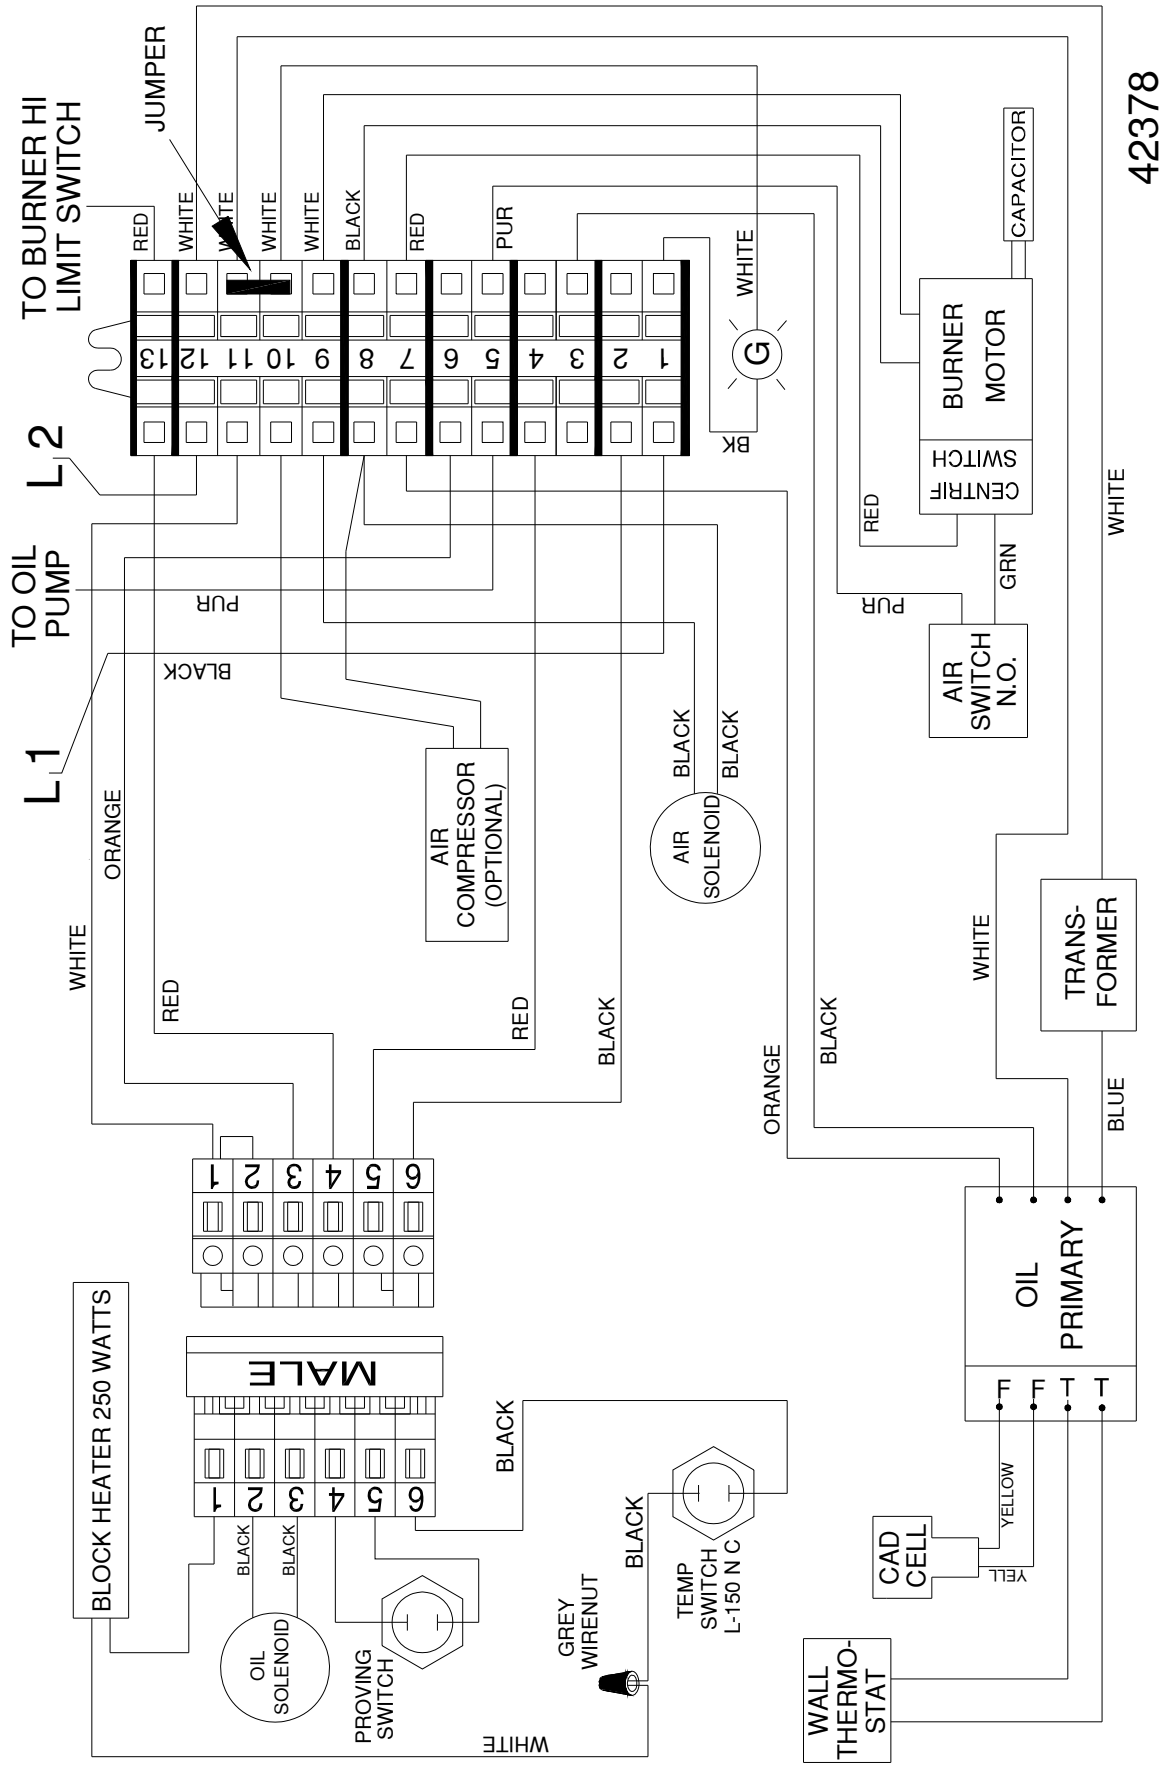 TO BURNER HI
LIMIT SWITCH
JUMPER
L 2
TO OIL
PUMP
L 1
RED
WHITE
WHITE
WHITE
WHITE
BLACK
RED
PUR
13
12
11
10
9
8
7
6
5
4
3
2
1
WHITE
G
BK
CAPACITOR
BURNER
MOTOR
CENTRIF
SWITCH
42378
RED
GRN
WHITE
PUR
PUR
BLACK
AIR
SWITCH
N.O.
BLACK
BLACK
AIR
SOLENOID
AIR
COMPRESSOR
(OPTIONAL)
ORANGE
WHITE
RED
RED
BLACK
ORANGE
BLACK
WHITE
TRANS-
FORMER
BLUE
1
2
3
4
5
6
OIL
PRIMARY
F
F
T
T
BLOCK HEATER 250 WATTS
MALE
1
2
3
4
5
6
BLACK
BLACK
BLACK
OIL
SOLENOID
PROVING
SWITCH
BLACK
GREY
WIRENUT
TEMP
SWITCH
L-150 N C
WHITE
CAD
CELL
YELLOW
YELL
WALL
THERMO-
STAT